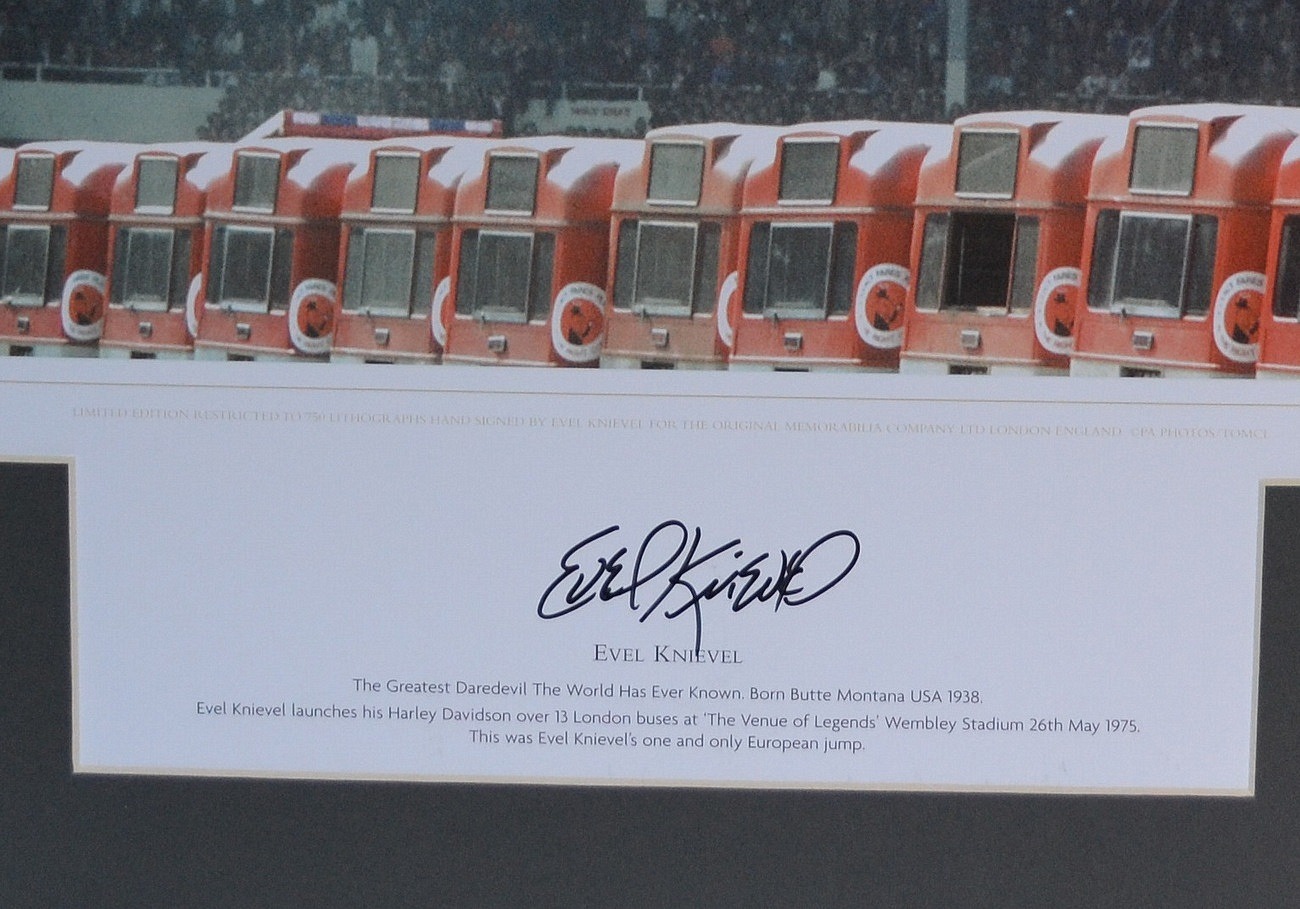 LIMITED EDITION RESTRICTED TO 750 LITHOGRAPHS HAND SIGNED BY EVEL KNIEVEL FOR THE ORIGINAL MEMORABILIA COMPANY LTD LONDON ENGLAND ©PA PHOTOS/TOMCL
Evel Knievel
EVEL KNIEVEL
The Greatest Daredevil The World Has Ever Known. Born Butte Montana USA 1938.
Evel Knievel launches his Harley Davidson over 13 London buses at 'The Venue of Legends' Wembley Stadium 26th May 1975.
This was Evel Knievel's one and only European jump.